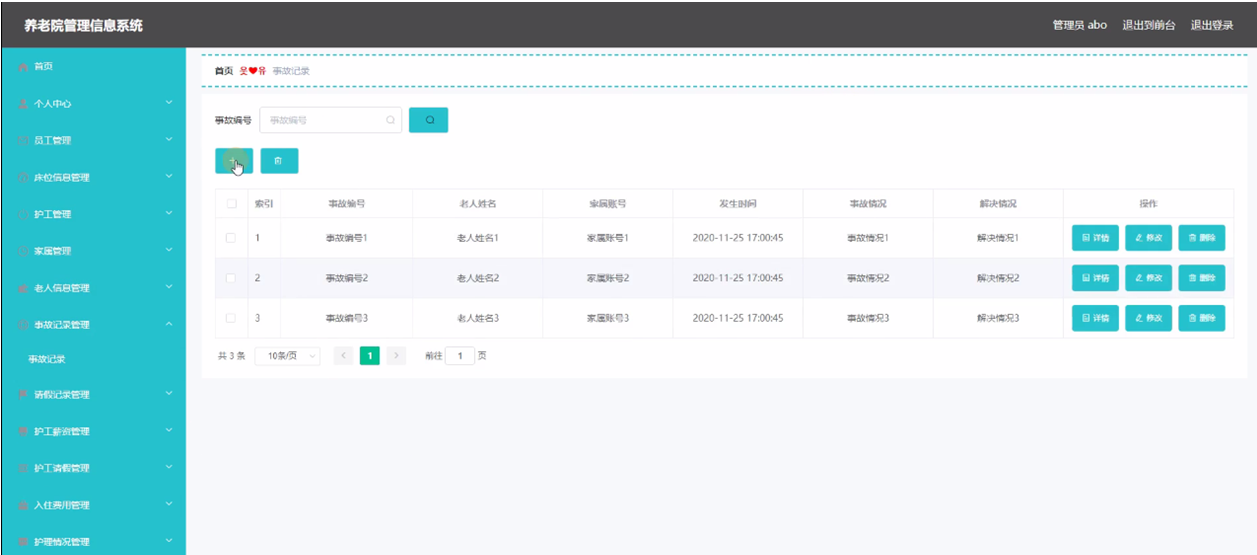 养老院管理信息系统
管理员 abo 退出到前台 退出登录
首页
个人中心
员工管理
床位信息管理
护工管理
家属管理
老人信息管理
事故记录管理
事故记录
请假记录管理
护工薪资管理
护工请假管理
入住费用管理
护理情况管理
首页 웃❤유 事故记录
事故编号 事故编号
索引 事故编号 老人姓名 家属账号 发生时间 事故情况 解决情况 操作
1 事故编号1 老人姓名1 家属账号1 2020-11-25 17:00:45 事故情况1 解决情况1 详情 修改 删除
2 事故编号2 老人姓名2 家属账号2 2020-11-25 17:00:45 事故情况2 解决情况2 详情 修改 删除
3 事故编号3 老人姓名3 家属账号3 2020-11-25 17:00:45 事故情况3 解决情况3 详情 修改 删除
共 3 条 10条/页 < 1 > 前往 1 页